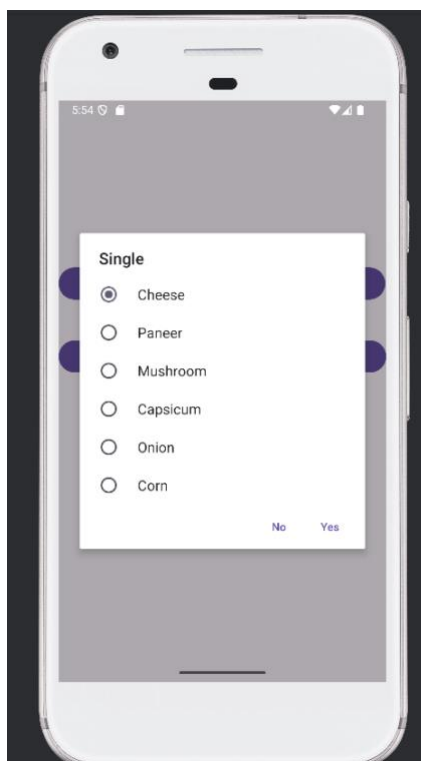 5:54
Single
Cheese
Paneer
Mushroom
Capsicum
Onion
Corn
No Yes